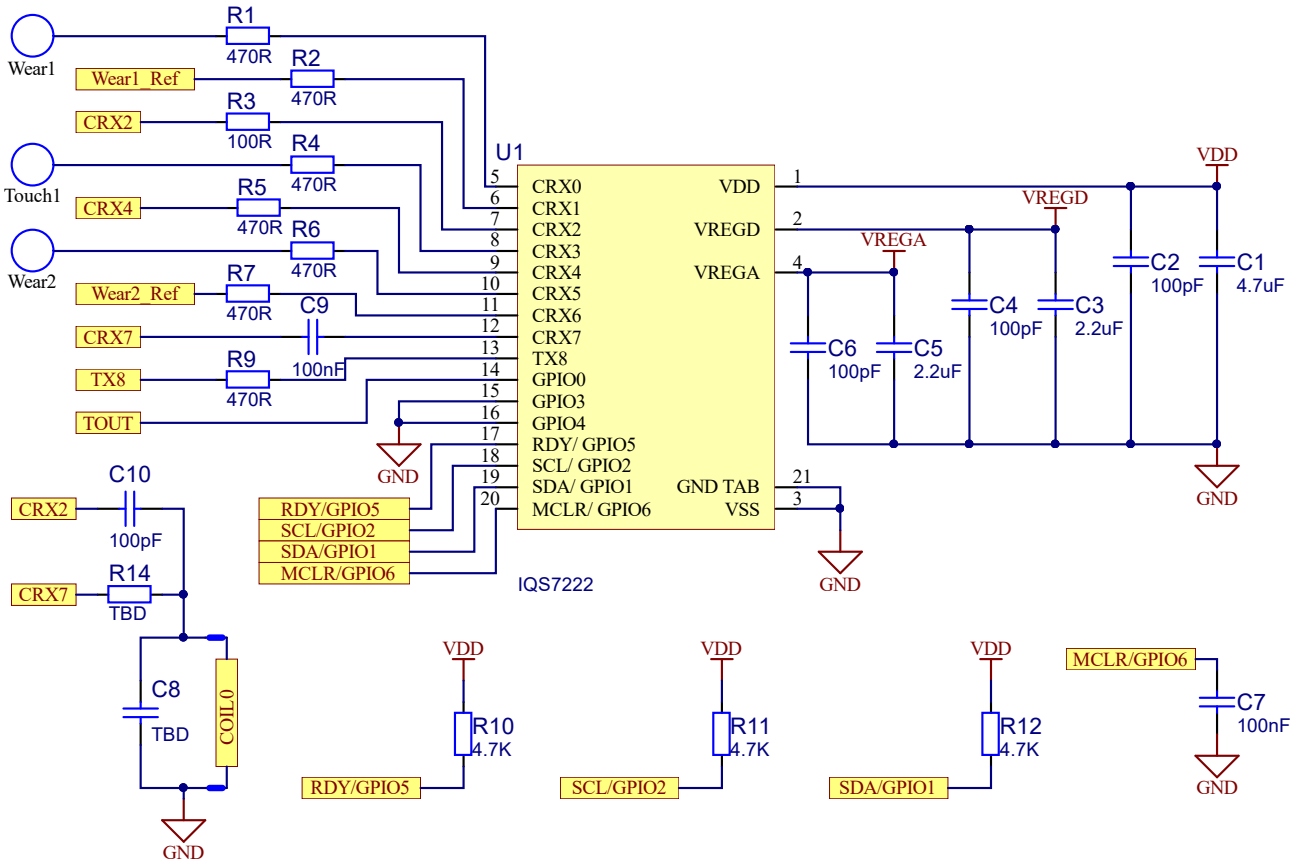 R1
470R
Wear1
R2
Wear1_Ref
470R
R3
CRX2
100R
R4
470R
Touch1
R5
CRX4
470R
R6
470R
Wear2
R7
Wear2_Ref
470R
C9
CRX7
100nF
R9
TX8
470R
TOUT
GND
U1
5 CRX0
6 CRX1
7 CRX2
8 CRX3
9 CRX4
10 CRX5
11 CRX6
12 CRX7
13 TX8
14 GPIO0
15 GPIO3
16 GPIO4
17 RDY/ GPIO5
18 SCL/ GPIO2
19 SDA/ GPIO1
20 MCLR/ GPIO6
VDD 1
VREGD 2
VREGA 4
GND TAB 21
VSS 3
IQS7222
VDD
VREGD
VREGA
C2
100pF
C1
4.7uF
C4
100pF
C3
2.2uF
C6
100pF
C5
2.2uF
GND
GND
RDY/GPIO5
SCL/GPIO2
SDA/GPIO1
MCLR/GPIO6
C10
CRX2
100pF
R14
CRX7
TBD
C8
TBD
COIL0
GND
VDD
R10
4.7K
RDY/GPIO5
VDD
R11
4.7K
SCL/GPIO2
VDD
R12
4.7K
SDA/GPIO1
MCLR/GPIO6
C7
100nF
GND